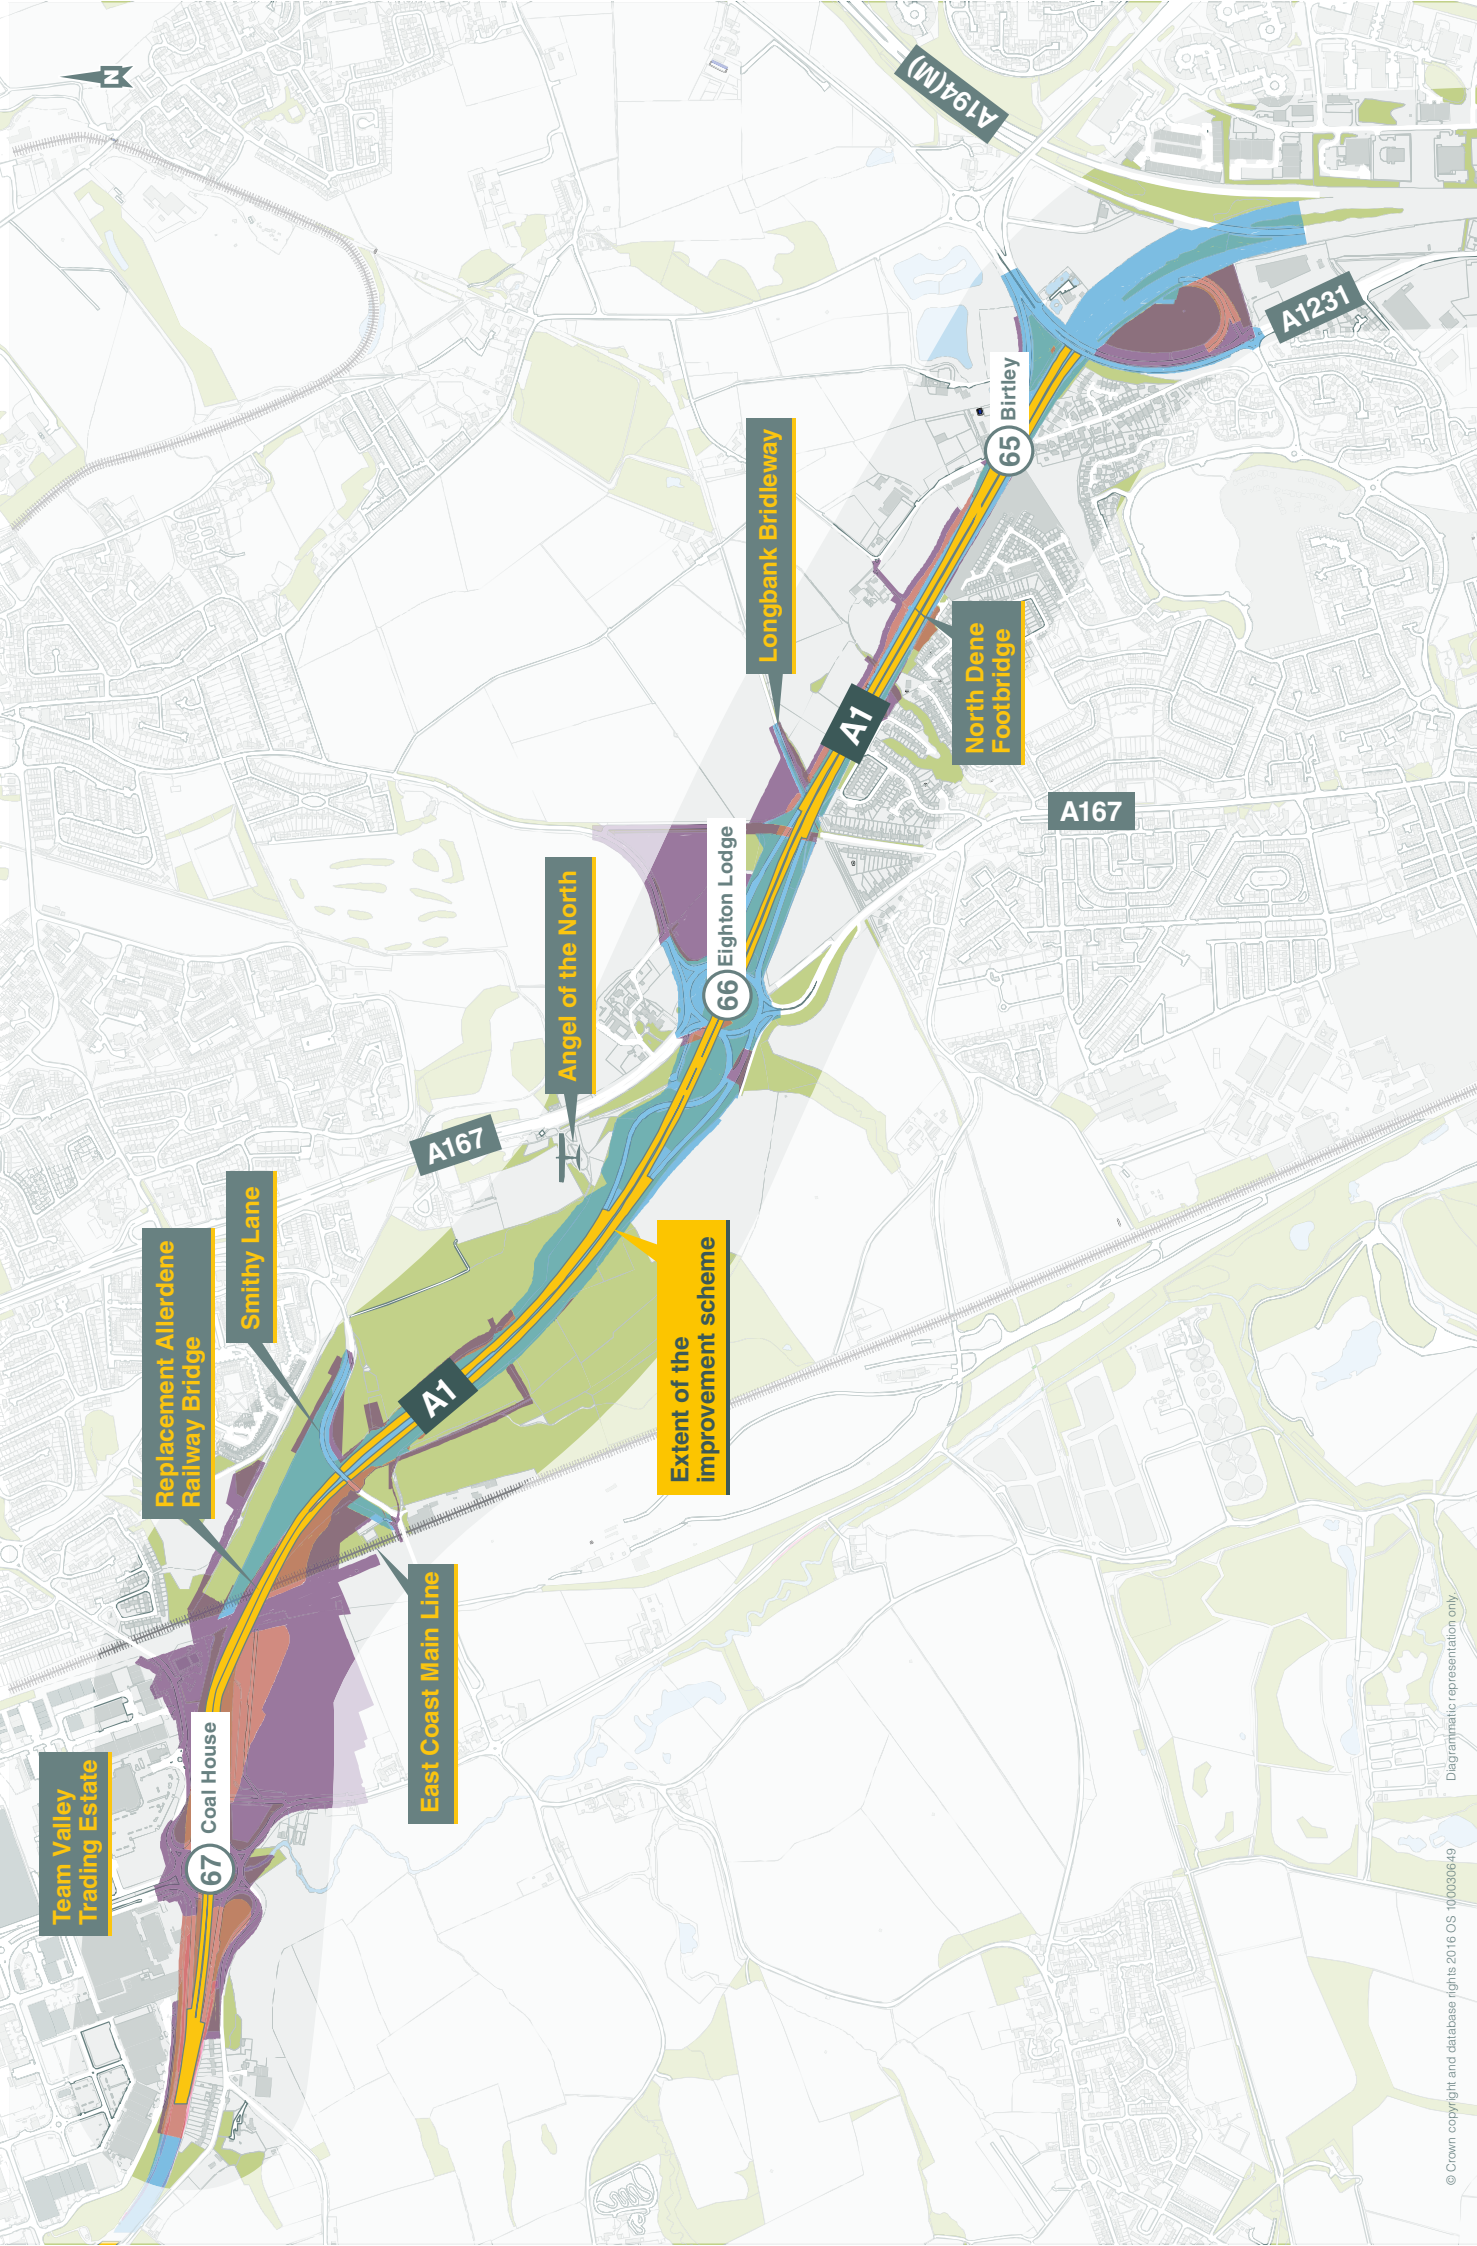 N
Team Valley
Trading Estate
67
Coal House
Replacement Allerdene
Railway Bridge
Smithy Lane
East Coast Main Line
A1
A167
Angel of the North
Extent of the
improvement scheme
66
Eighton Lodge
Longbank Bridleway
A1
North Dene
Footbridge
A167
65
Birtley
A194(M)
A1231
© Crown copyright and database rights 2016 OS 100030649
Diagrammatic representation only.